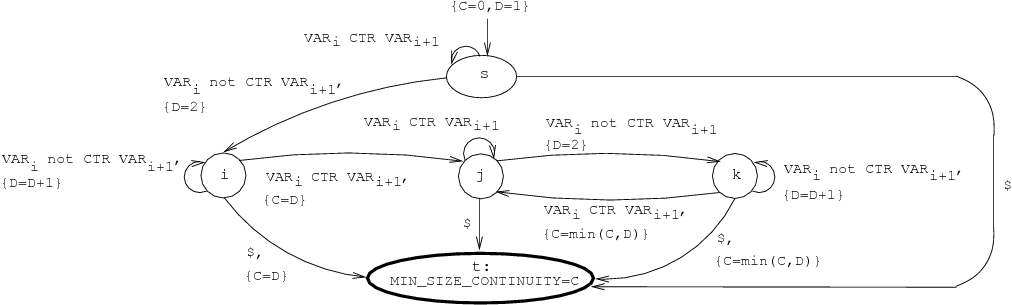 {C=0,D=1}
VARi CTR VARi+1
s
VARi not CTR VARi+1,
{D=2}
VARi CTR VARi+1
VARi not CTR VARi+1
{D=2}
VARi not CTR VARi+1,
{D=D+1}
i
VARi CTR VARi+1,
{C=D}
j
k
VARi not CTR VARi+1,
{D=D+1}
$
VARi CTR VARi+1,
{C=min(C,D)}
$
$,
{C=D}
$,
{C=min(C,D)}
t:
MIN_SIZE_CONTINUITY=C